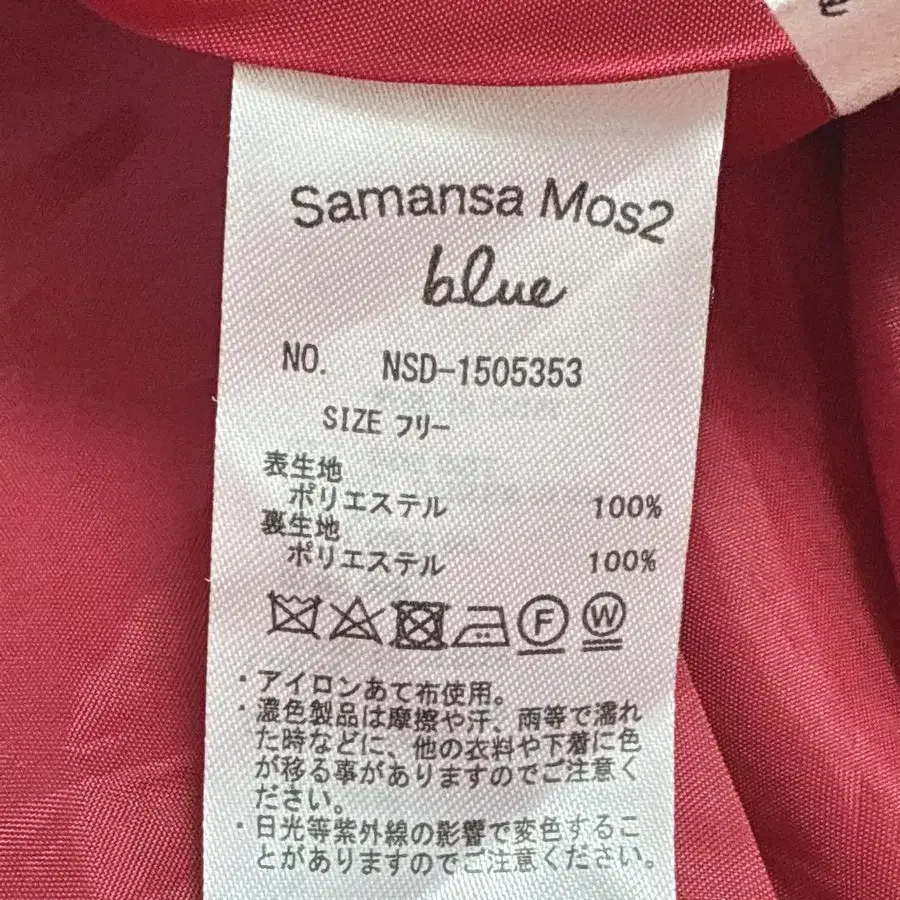 Samansa Mos2
blue
NO. NSD-1505353
SIZE フリー
表生地
ポリエステル 100%
裏生地
ポリエステル 100%
F W
・アイロンあて布使用。
・濃色製品は摩擦や汗、雨等で濡れ
た時などに、他の衣料や下着に色
が移る事がありますのでご注意く
ださい。
・日光等紫外線の影響で変色するこ
とがありますのでご注意ください。